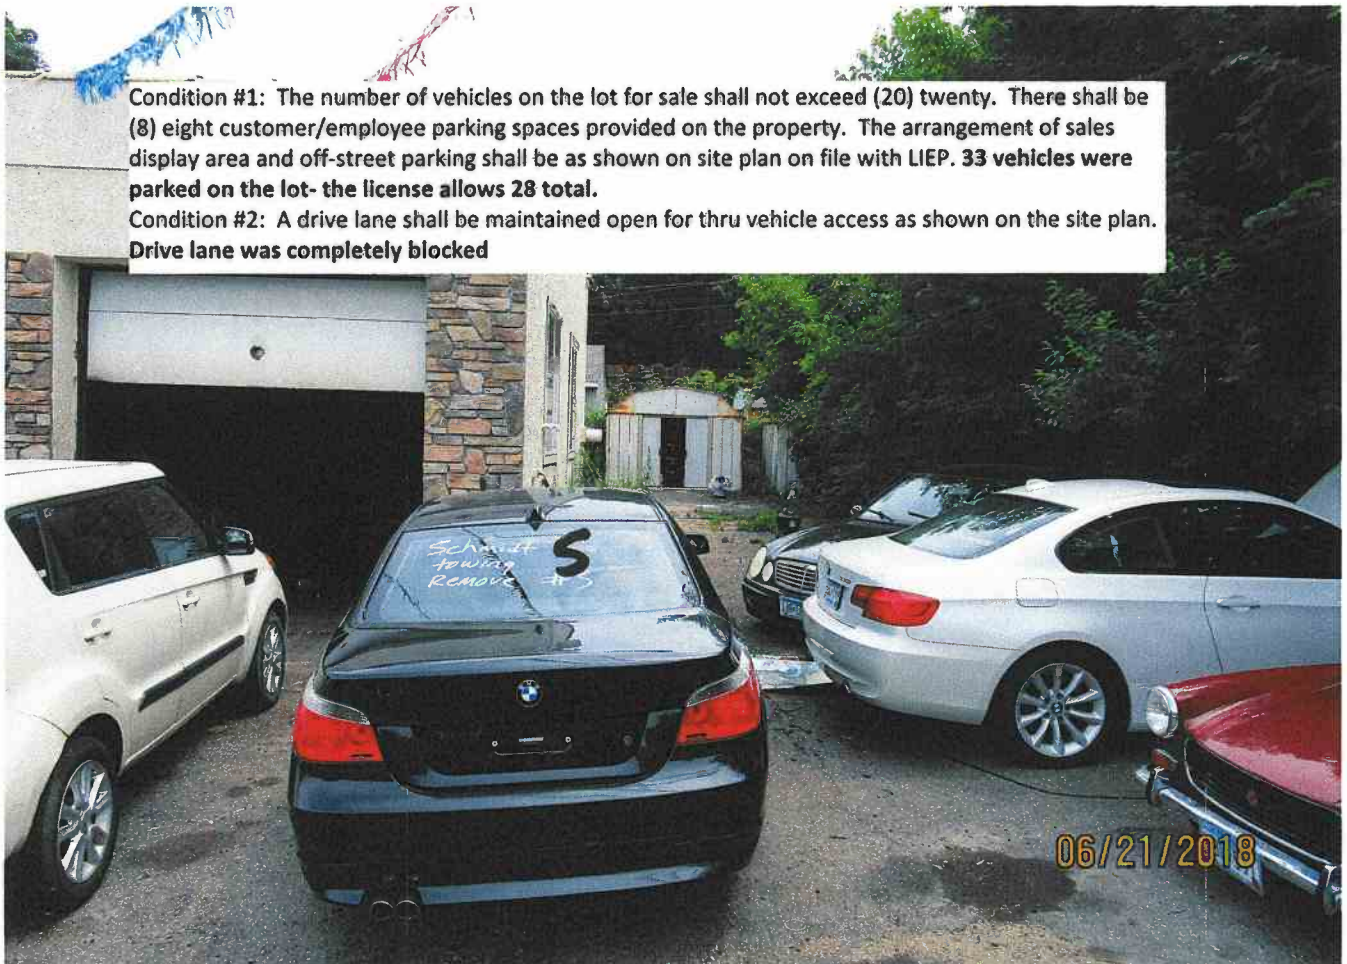 Condition #1: The number of vehicles on the lot for sale shall not exceed (20) twenty. There shall be
(8) eight customer/employee parking spaces provided on the property. The arrangement of sales
display area and off-street parking shall be as shown on site plan on file with LIEP. 33 vehicles were
parked on the lot- the license allows 28 total.
Condition #2: A drive lane shall be maintained open for thru vehicle access as shown on the site plan.
Drive lane was completely blocked
Schmidt
towing
Remove #5
S
06/21/2018